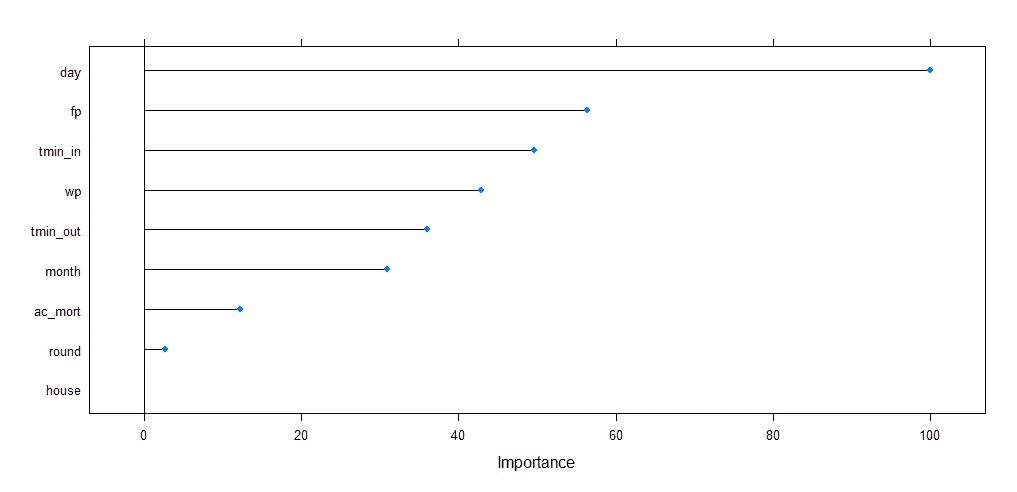 day
fp
tmin_in
wp
tmin_out
month
ac_mort
round
house
0 20 40 60 80 100
Importance